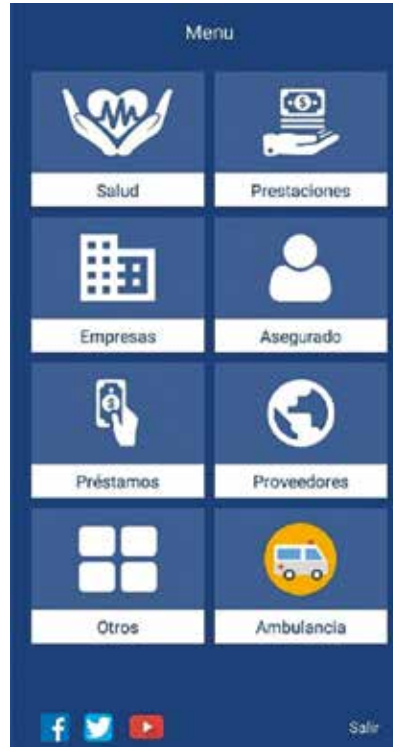 Menu
Salud Prestaciones
Empresas Asegurado
Préstamos Proveedores
Otros Ambulancia
Salir